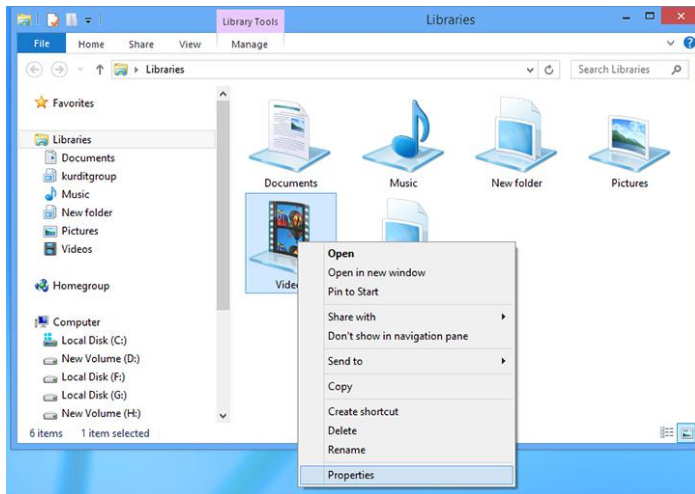 Library Tools
Libraries
File
Home
Share
View
Manage
Libraries
Search Libraries
Favorites
Libraries
Documents
kurditgroup
Music
New folder
Pictures
Videos
Homegroup
Computer
Local Disk (C:)
New Volume (D:)
Local Disk (F:)
Local Disk (G:)
New Volume (H:)
Documents
Music
New folder
Pictures
Open
Open in new window
Pin to Start
Share with
Don't show in navigation pane
Send to
Copy
Create shortcut
Delete
Rename
Properties
6 items 1 item selected